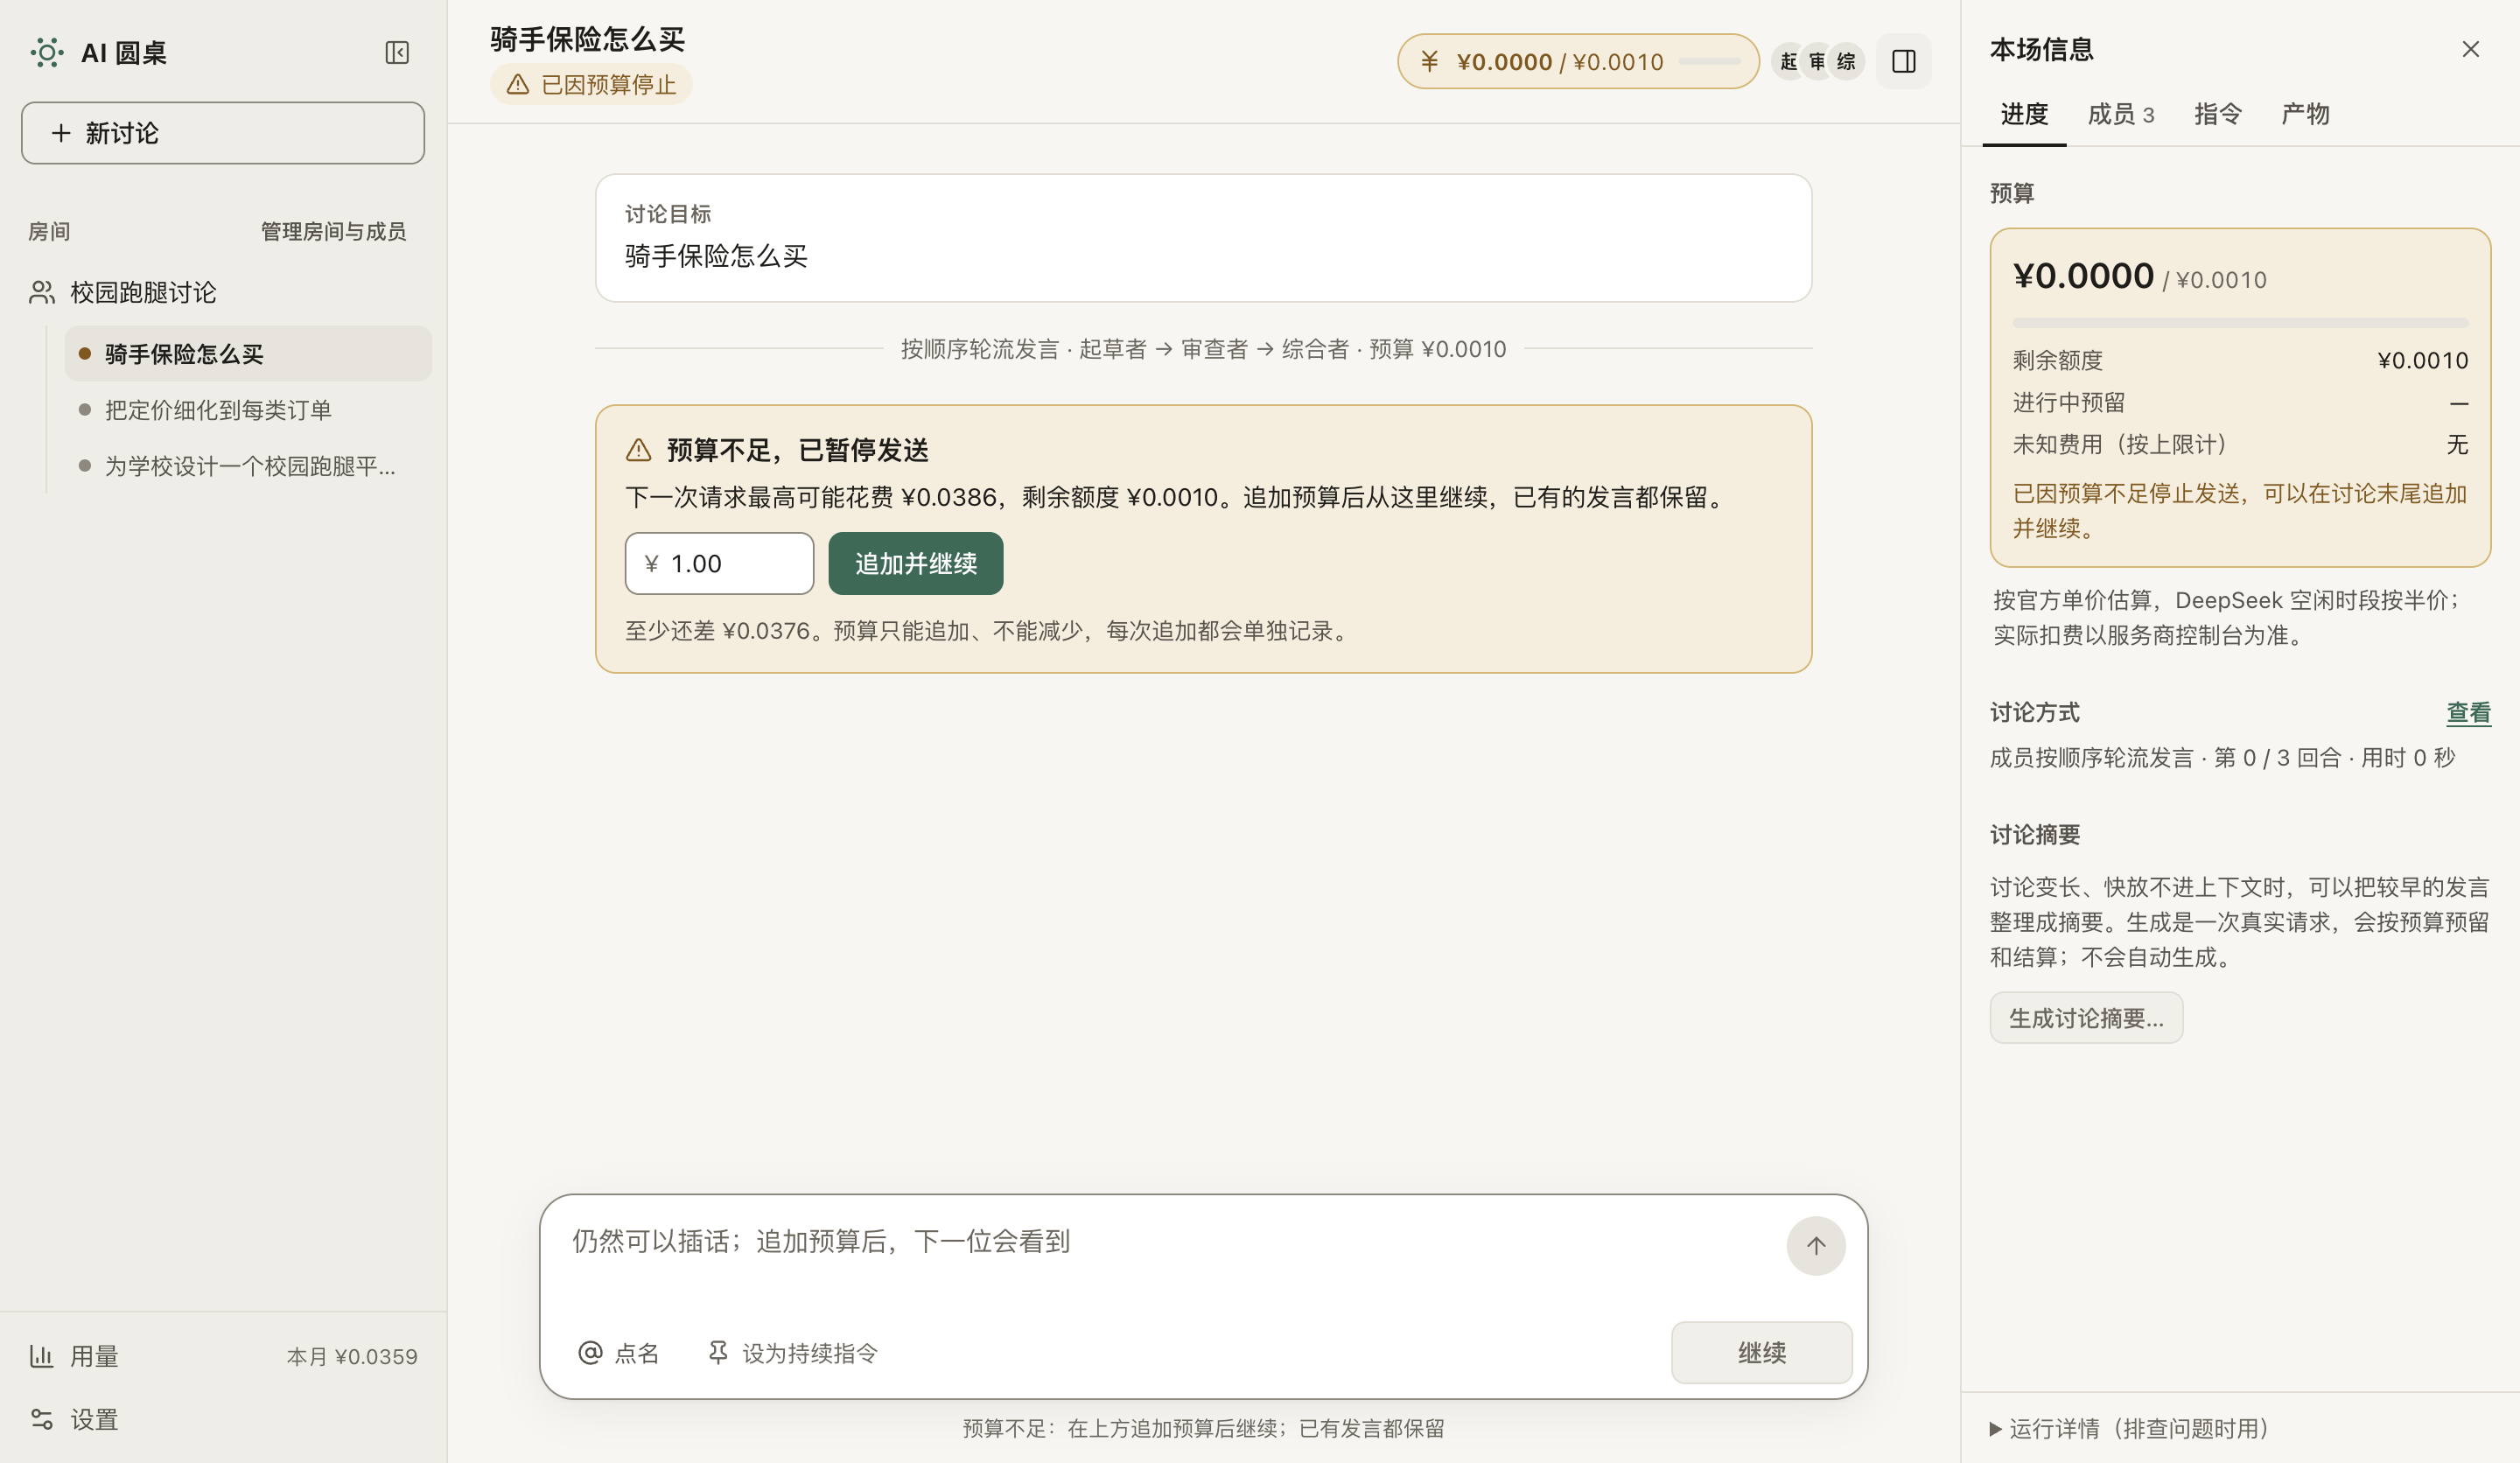 AI 圆桌
新讨论
房间
管理房间与成员
校园跑腿讨论
骑手保险怎么买
把定价细化到每类订单
为学校设计一个校园跑腿平...
用量
本月 ¥0.0359
设置
骑手保险怎么买
已因预算停止
¥0.0000 / ¥0.0010
起 审 综
讨论目标
骑手保险怎么买
按顺序轮流发言 · 起草者 → 审查者 → 综合者 · 预算 ¥0.0010
预算不足，已暂停发送
下一次请求最高可能花费 ¥0.0386，剩余额度 ¥0.0010。追加预算后从这里继续，已有的发言都保留。
¥ 1.00
追加并继续
至少还差 ¥0.0376。预算只能追加、不能减少，每次追加都会单独记录。
仍然可以插话；追加预算后，下一位会看到
@ 点名
设为持续指令
继续
预算不足：在上方追加预算后继续；已有发言都保留
本场信息
进度
成员 3
指令
产物
预算
¥0.0000 / ¥0.0010
剩余额度
¥0.0010
进行中预留
—
未知费用（按上限计）
无
已因预算不足停止发送，可以在讨论末尾追加
并继续。
按官方单价估算，DeepSeek 空闲时段按半价；
实际扣费以服务商控制台为准。
讨论方式
查看
成员按顺序轮流发言 · 第 0 / 3 回合 · 用时 0 秒
讨论摘要
讨论变长、快放不进上下文时，可以把较早的发言
整理成摘要。生成是一次真实请求，会按预算预留
和结算；不会自动生成。
生成讨论摘要...
运行详情（排查问题时用）